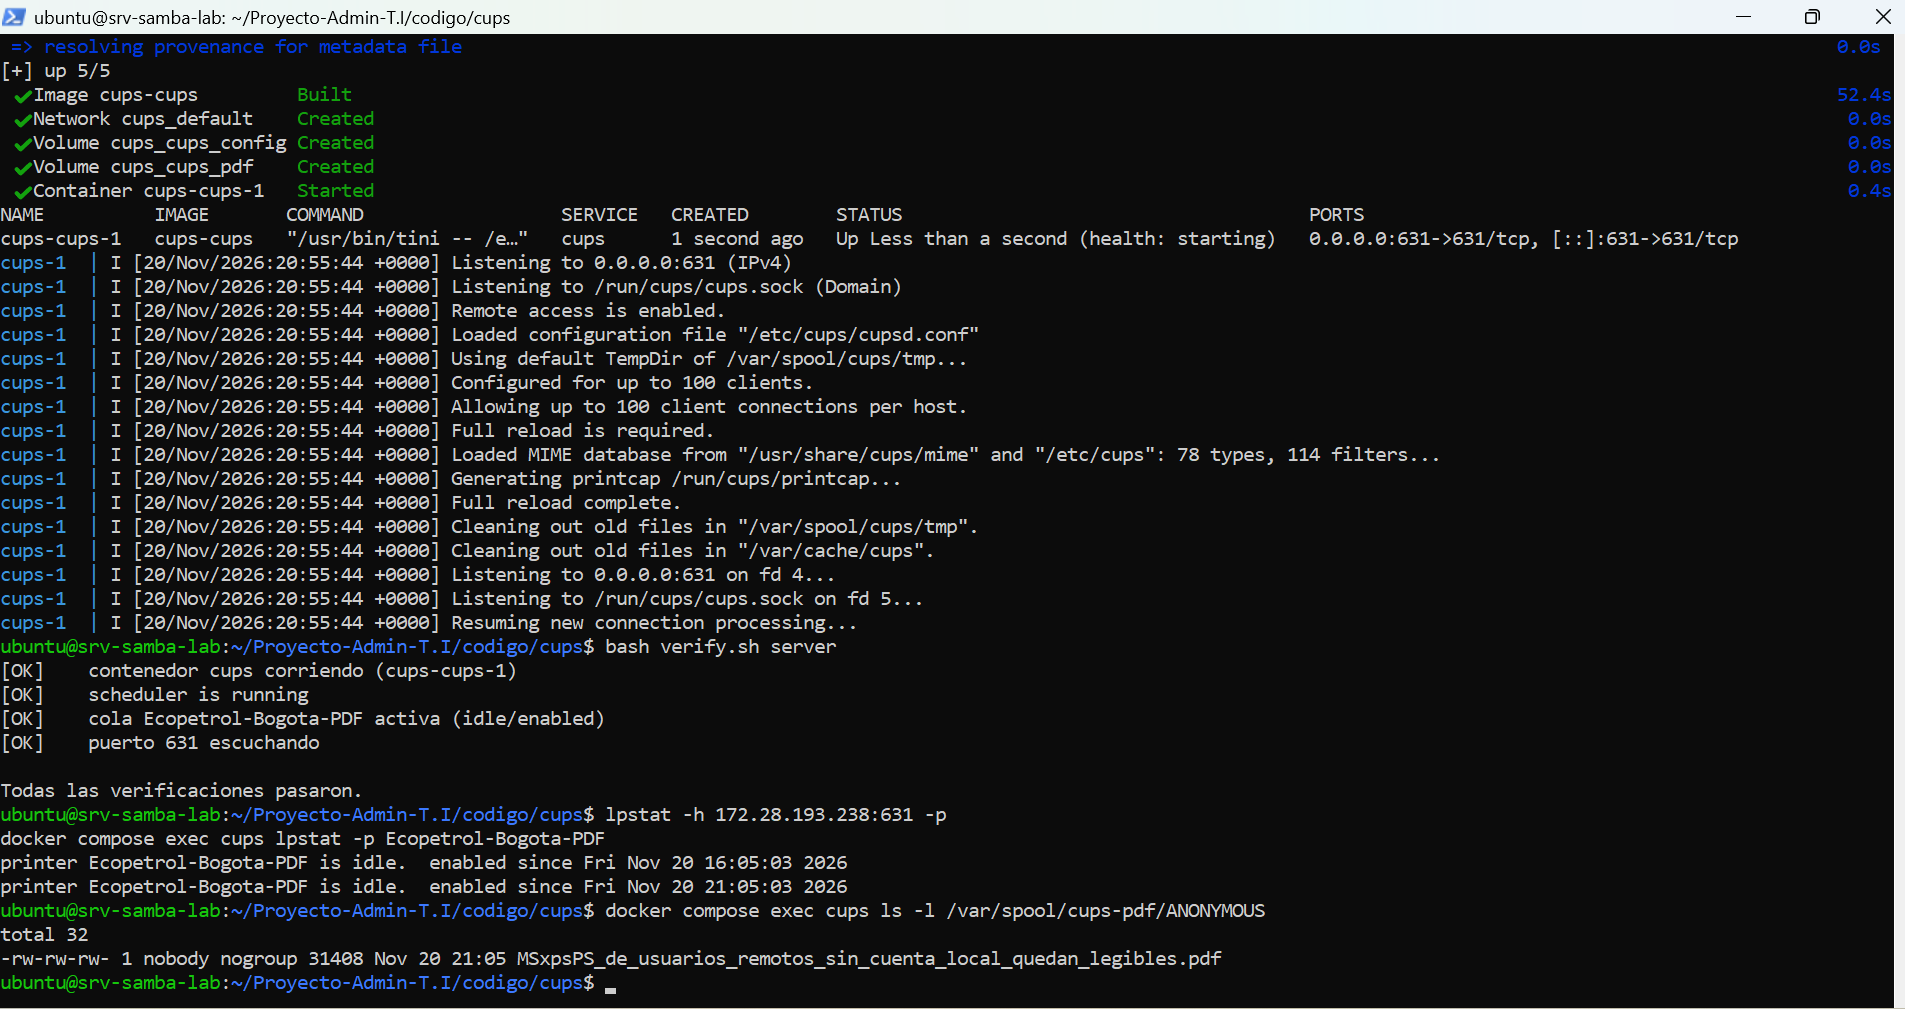 ubuntu@srv-samba-lab: ~/Proyecto-Admin-T.I/codigo/cups
=> resolving provenance for metadata file 0.0s
[+] up 5/5
✔Image cups-cups Built 52.4s
✔Network cups_default Created 0.0s
✔Volume cups_cups_config Created 0.0s
✔Volume cups_cups_pdf Created 0.0s
✔Container cups-cups-1 Started 0.4s
NAME IMAGE COMMAND SERVICE CREATED STATUS PORTS
cups-cups-1 cups-cups "/usr/bin/tini -- /e…" cups 1 second ago Up Less than a second (health: starting) 0.0.0.0:631->631/tcp, [::]:631->631/tcp
cups-1 | I [20/Nov/2026:20:55:44 +0000] Listening to 0.0.0.0:631 (IPv4)
cups-1 | I [20/Nov/2026:20:55:44 +0000] Listening to /run/cups/cups.sock (Domain)
cups-1 | I [20/Nov/2026:20:55:44 +0000] Remote access is enabled.
cups-1 | I [20/Nov/2026:20:55:44 +0000] Loaded configuration file "/etc/cups/cupsd.conf"
cups-1 | I [20/Nov/2026:20:55:44 +0000] Using default TempDir of /var/spool/cups/tmp...
cups-1 | I [20/Nov/2026:20:55:44 +0000] Configured for up to 100 clients.
cups-1 | I [20/Nov/2026:20:55:44 +0000] Allowing up to 100 client connections per host.
cups-1 | I [20/Nov/2026:20:55:44 +0000] Full reload is required.
cups-1 | I [20/Nov/2026:20:55:44 +0000] Loaded MIME database from "/usr/share/cups/mime" and "/etc/cups": 78 types, 114 filters...
cups-1 | I [20/Nov/2026:20:55:44 +0000] Generating printcap /run/cups/printcap...
cups-1 | I [20/Nov/2026:20:55:44 +0000] Full reload complete.
cups-1 | I [20/Nov/2026:20:55:44 +0000] Cleaning out old files in "/var/spool/cups/tmp".
cups-1 | I [20/Nov/2026:20:55:44 +0000] Cleaning out old files in "/var/cache/cups".
cups-1 | I [20/Nov/2026:20:55:44 +0000] Listening to 0.0.0.0:631 on fd 4...
cups-1 | I [20/Nov/2026:20:55:44 +0000] Listening to /run/cups/cups.sock on fd 5...
cups-1 | I [20/Nov/2026:20:55:44 +0000] Resuming new connection processing...
ubuntu@srv-samba-lab:~/Proyecto-Admin-T.I/codigo/cups$ bash verify.sh server
[OK] contenedor cups corriendo (cups-cups-1)
[OK] scheduler is running
[OK] cola Ecopetrol-Bogota-PDF activa (idle/enabled)
[OK] puerto 631 escuchando
Todas las verificaciones pasaron.
ubuntu@srv-samba-lab:~/Proyecto-Admin-T.I/codigo/cups$ lpstat -h 172.28.193.238:631 -p
docker compose exec cups lpstat -p Ecopetrol-Bogota-PDF
printer Ecopetrol-Bogota-PDF is idle.  enabled since Fri Nov 20 16:05:03 2026
printer Ecopetrol-Bogota-PDF is idle.  enabled since Fri Nov 20 21:05:03 2026
ubuntu@srv-samba-lab:~/Proyecto-Admin-T.I/codigo/cups$ docker compose exec cups ls -l /var/spool/cups-pdf/ANONYMOUS
total 32
-rw-rw-rw- 1 nobody nogroup 31408 Nov 20 21:05 MSxpsPS_de_usuarios_remotos_sin_cuenta_local_quedan_legibles.pdf
ubuntu@srv-samba-lab:~/Proyecto-Admin-T.I/codigo/cups$